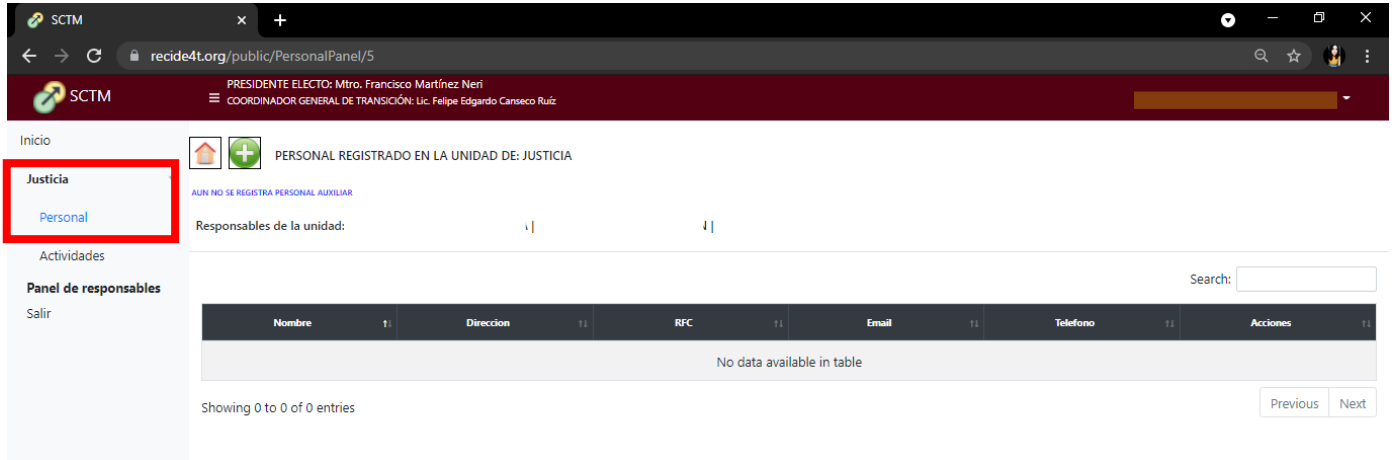 SCTM
recide4t.org/public/PersonalPanel/5
SCTM
PRESIDENTE ELECTO: Mtro. Francisco Martínez Neri
COORDINADOR GENERAL DE TRANSICIÓN: Lic. Felipe Edgardo Canseco Ruíz
Inicio
Justicia
Personal
Actividades
Panel de responsables
Salir
PERSONAL REGISTRADO EN LA UNIDAD DE: JUSTICIA
AUN NO SE REGISTRA PERSONAL AUXILIAR
Responsables de la unidad: | |
Search:
Nombre Direccion RFC Email Telefono Acciones
No data available in table
Showing 0 to 0 of 0 entries
Previous Next